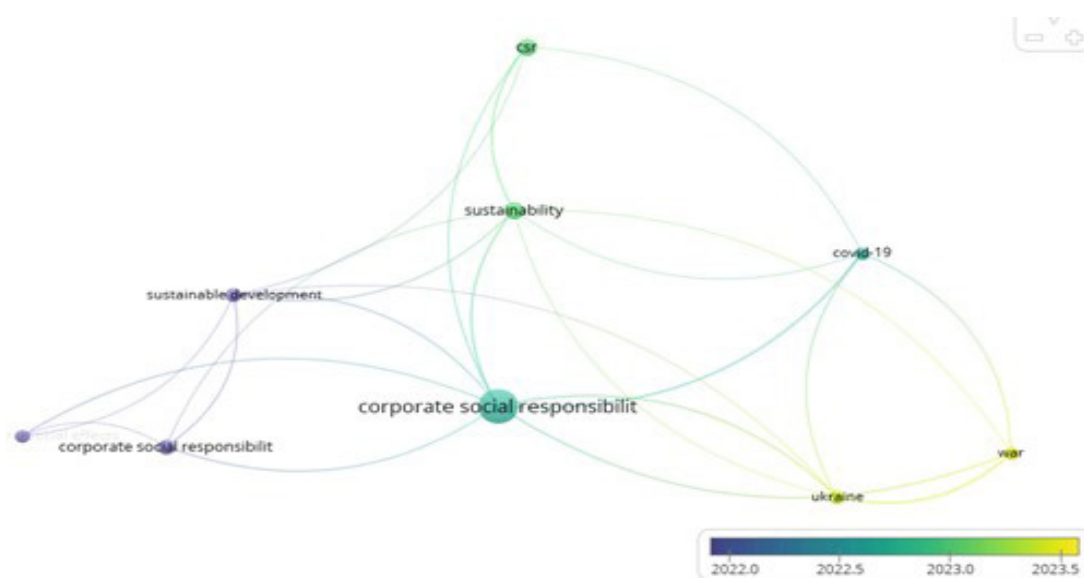 csr
sustainability
covid-19
sustainable development
corporate social responsibilit
corporate social responsibilit
war
ukraine
2022.0 2022.5 2023.0 2023.5